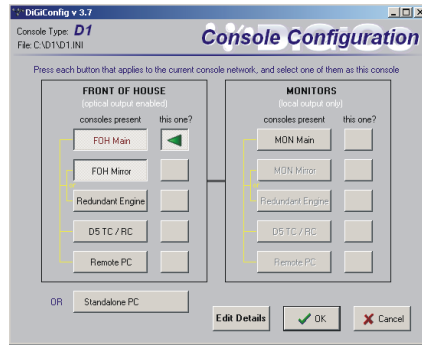 DiGiConfig v 3.7
Console Type: D1
File: C:\D1\D1.INI
Console Configuration
Press each button that applies to the current console network, and select one of them as this console
FRONT OF HOUSE
(optical output enabled)
consoles present this one?
FOH Main
FOH Mirror
Redundant Engine
D5 TC / RC
Remote PC
MONITORS
(local output only)
consoles present this one?
MON Main
MON Mirror
Redundant Engine
D5 TC / RC
Remote PC
OR Standalone PC
Edit Details OK Cancel